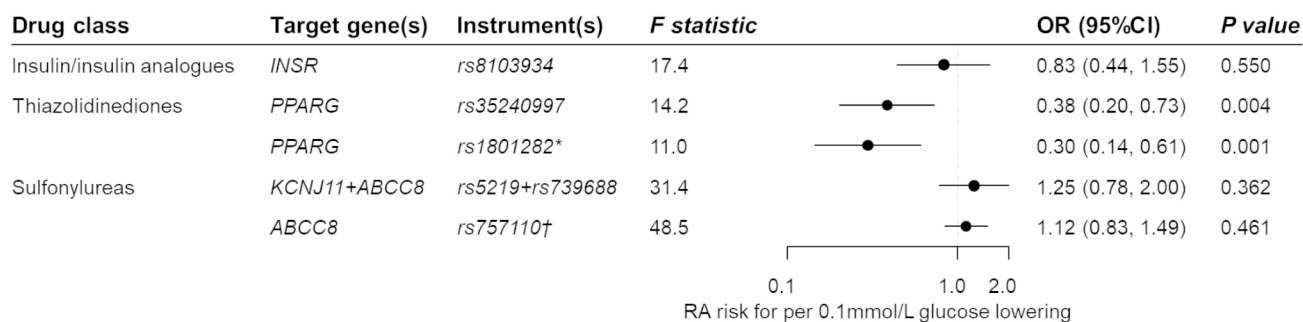 Drug class Target gene(s) Instrument(s) F statistic OR (95%CI) P value
Insulin/insulin analogues INSR rs8103934 17.4 0.83 (0.44, 1.55) 0.550
Thiazolidinediones PPARG rs35240997 14.2 0.38 (0.20, 0.73) 0.004
PPARG rs1801282* 11.0 0.30 (0.14, 0.61) 0.001
Sulfonylureas KCNJ11+ABCC8 rs5219+rs739688 31.4 1.25 (0.78, 2.00) 0.362
ABCC8 rs757110† 48.5 1.12 (0.83, 1.49) 0.461
0.1 1.0 2.0
RA risk for per 0.1mmol/L glucose lowering